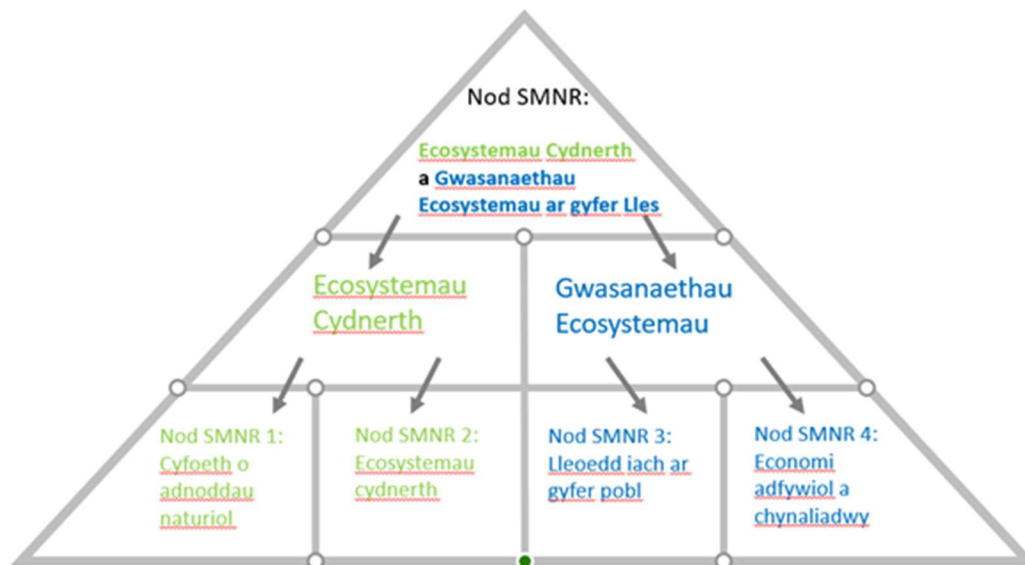 Nod SMNR:
Ecosystemau Cydnerth
a Gwasanaethau
Ecosystemau ar gyfer Lles
Ecosystemau
Cydnerth
Gwasanaethau
Ecosystemau
Nod SMNR 1:
Cyfoeth o
adnoddau
naturiol
Nod SMNR 2:
Ecosystemau
cydnerth
Nod SMNR 3:
Lleoedd iach ar
gyfer pobl
Nod SMNR 4:
Economi
adfywiol a
chynaliadwy